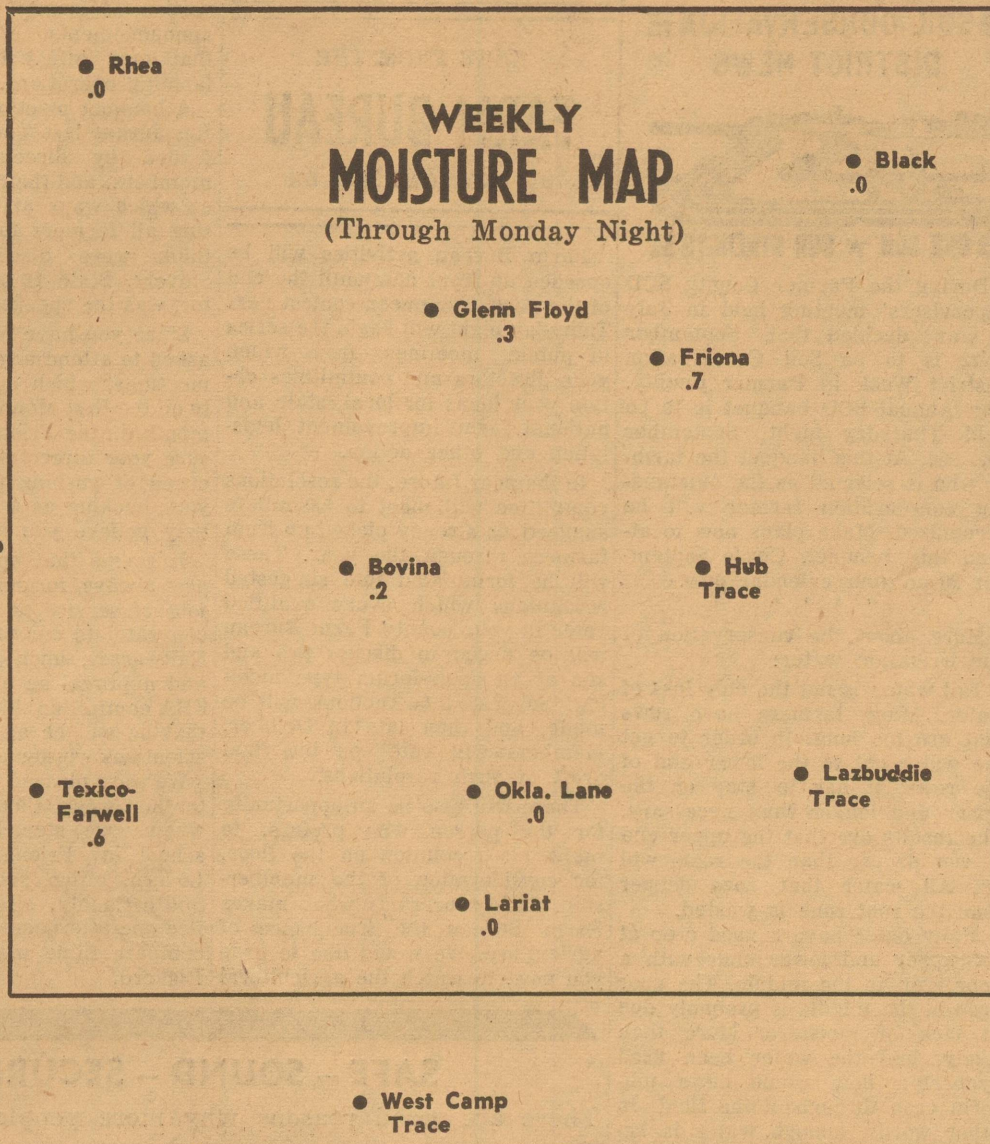 Rhea
.0
WEEKLY
MOISTURE MAP
(Through Monday Night)
Black
.0
Glenn Floyd
.3
Friona
.7
Bovina
.2
Hub
Trace
Texico-
Farwell
.6
Okla. Lane
.0
Lazbuddie
Trace
Lariat
.0
West Camp
Trace